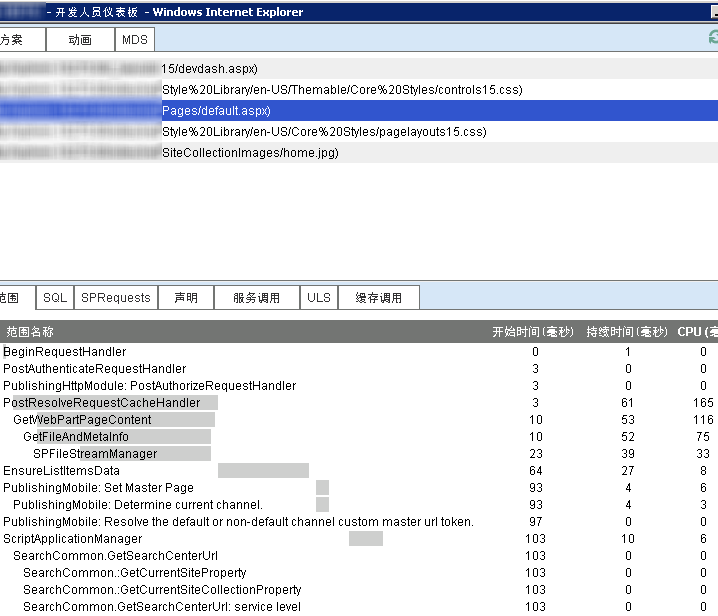 - 开发人员仪表板 - Windows Internet Explorer
方案 动画 MDS
15/devdash.aspx)
Style%20Library/en-US/Themable/Core%20Styles/controls15.css)
Pages/default.aspx)
Style%20Library/en-US/Core%20Styles/pagelayouts15.css)
SiteCollectionImages/home.jpg)
范围 SQL SPRequests 声明 服务调用 ULS 缓存调用
范围名称 开始时间(毫秒) 持续时间(毫秒) CPU (毫
BeginRequestHandler 0 1 0
PostAuthenticateRequestHandler 3 0 0
PublishingHttpModule: PostAuthorizeRequestHandler 3 0 0
PostResolveRequestCacheHandler 3 61 165
GetWebPartPageContent 10 53 116
GetFileAndMetaInfo 10 52 75
SPFileStreamManager 23 39 33
EnsureListItemsData 64 27 8
PublishingMobile: Set Master Page 93 4 6
PublishingMobile: Determine current channel. 93 4 3
PublishingMobile: Resolve the default or non-default channel custom master url token. 97 0 0
ScriptApplicationManager 103 10 6
SearchCommon.GetSearchCenterUrl 103 0 0
SearchCommon.:GetCurrentSiteProperty 103 0 0
SearchCommon.:GetCurrentSiteCollectionProperty 103 0 0
SearchCommon.GetSearchCenterUrl: service level 103 0 0